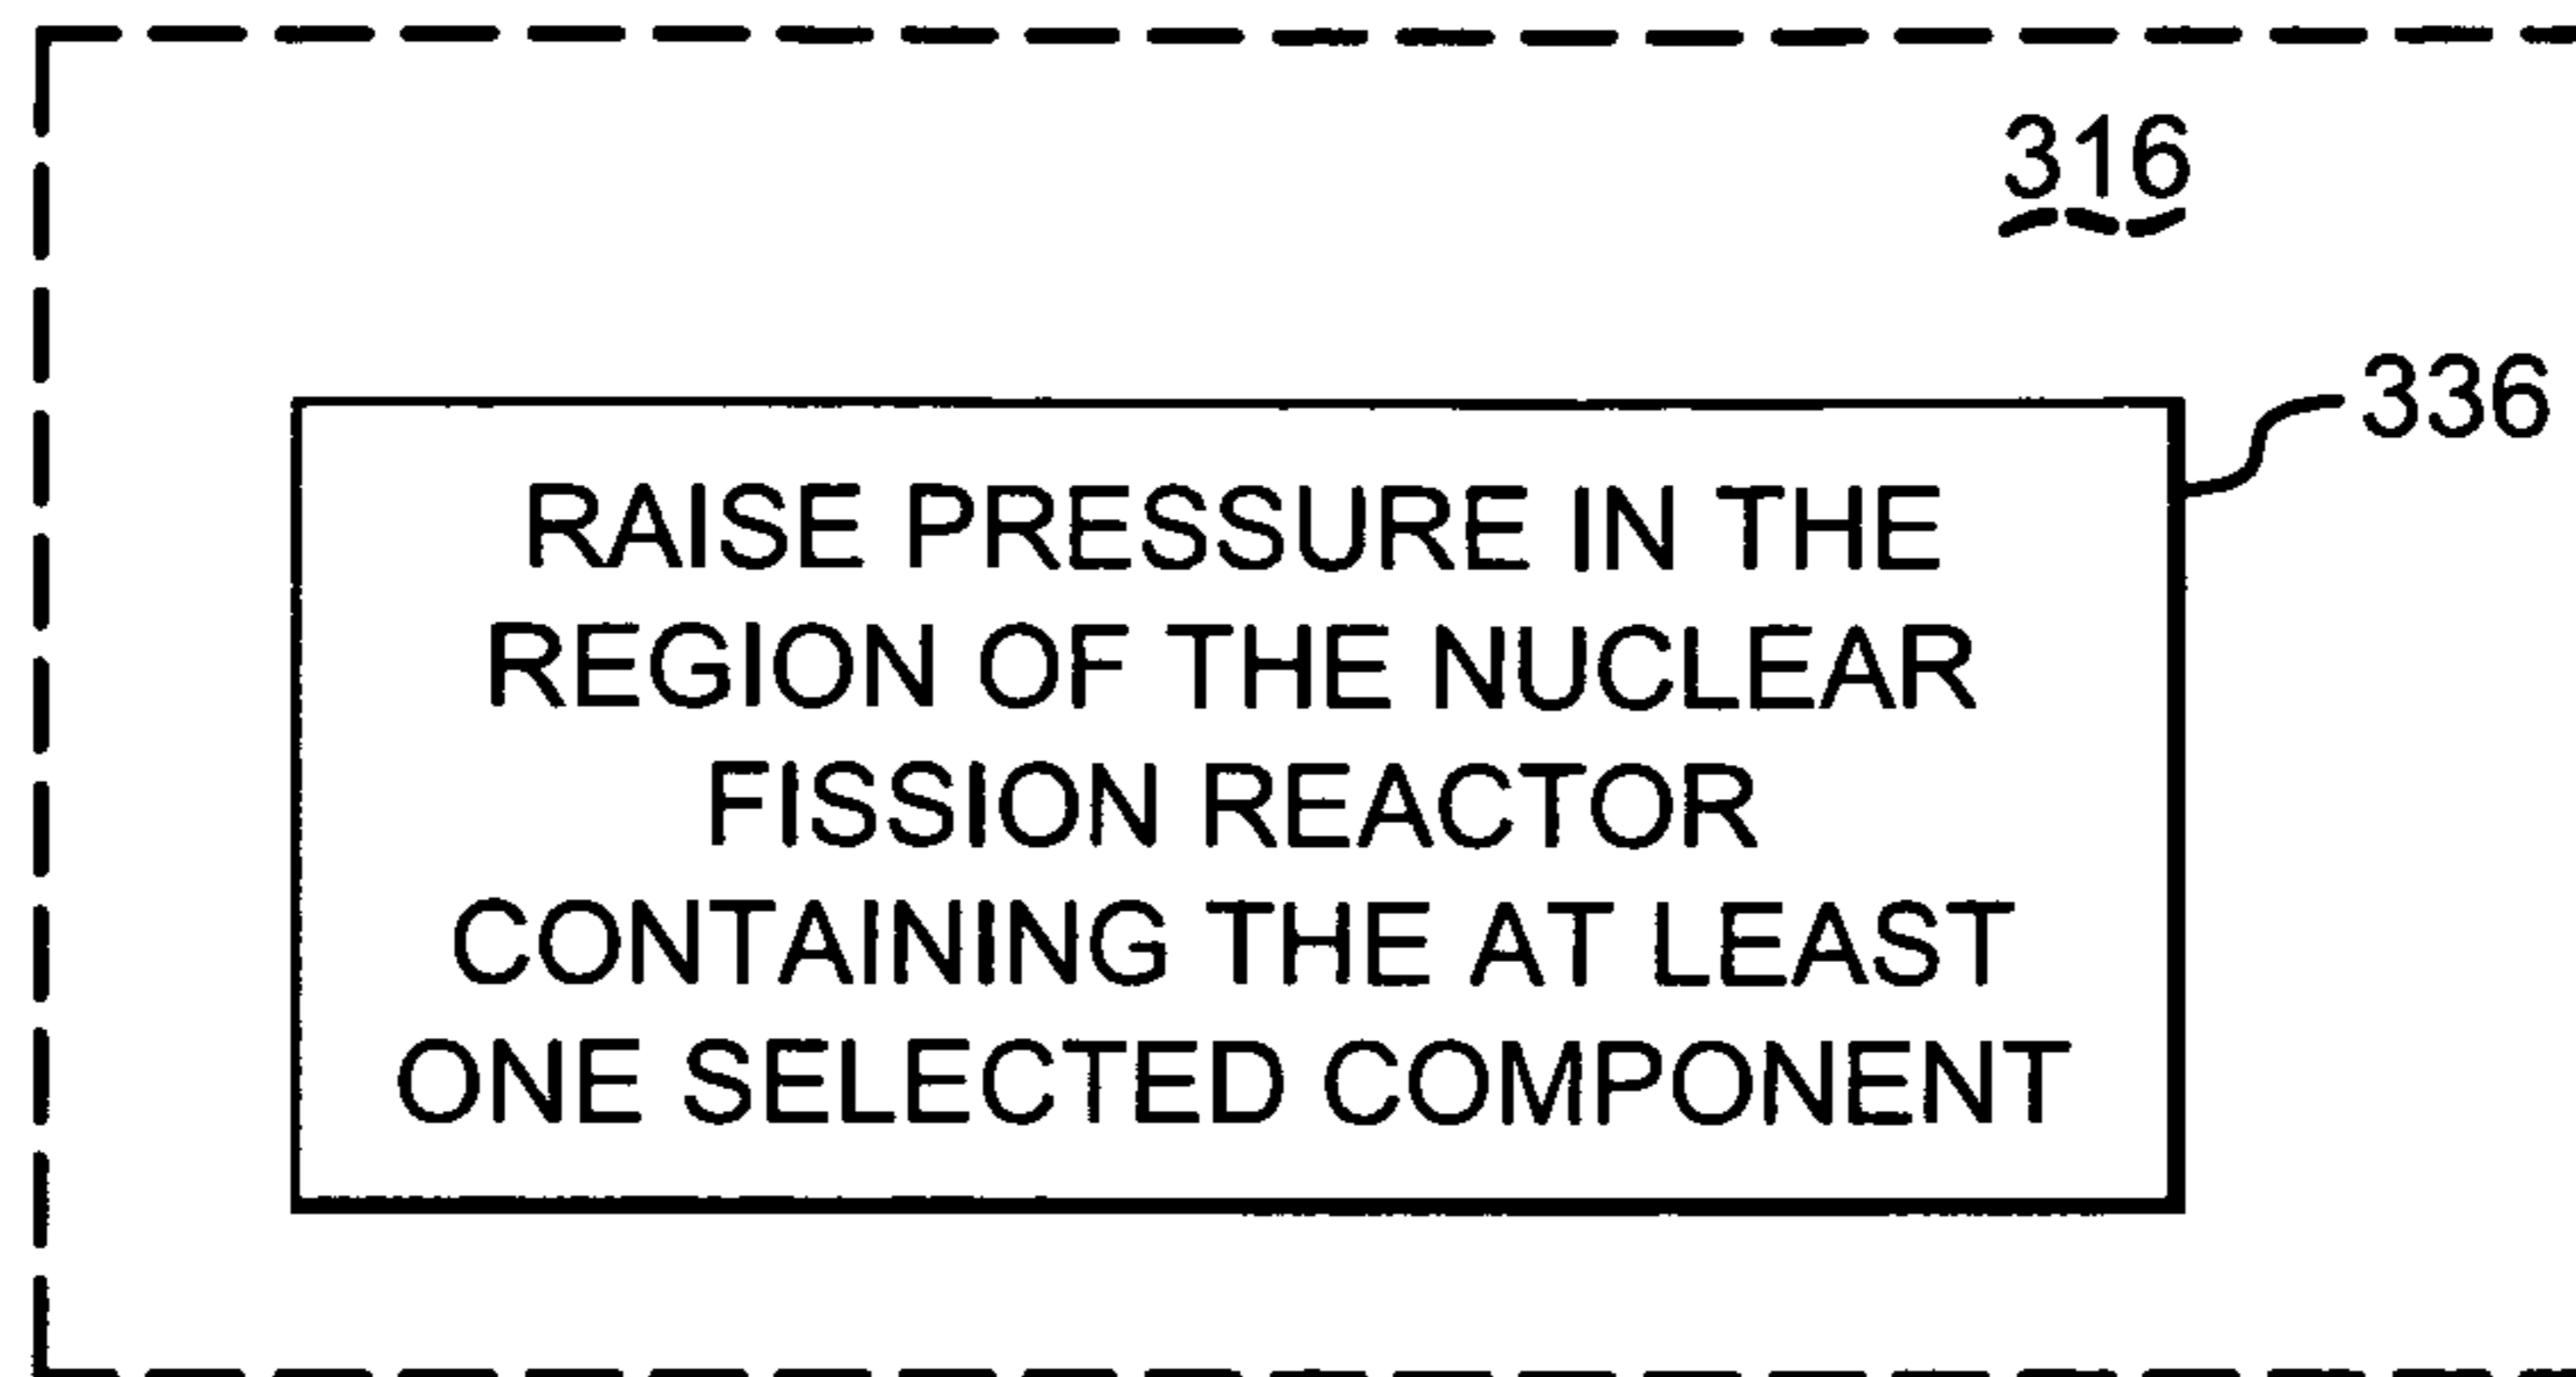 316
336
RAISE PRESSURE IN THE
REGION OF THE NUCLEAR
FISSION REACTOR
CONTAINING THE AT LEAST
ONE SELECTED COMPONENT